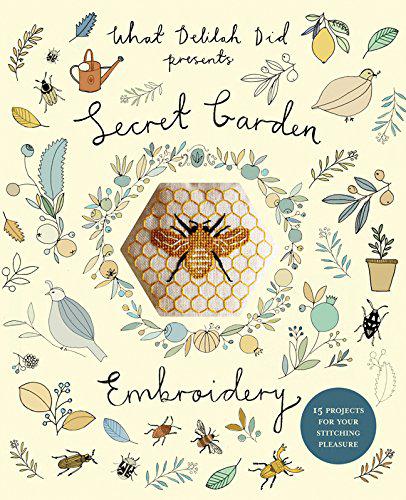 What Delilah Did
presents
Secret Garden
Embroidery
15 PROJECTS
FOR YOUR
STITCHING
PLEASURE